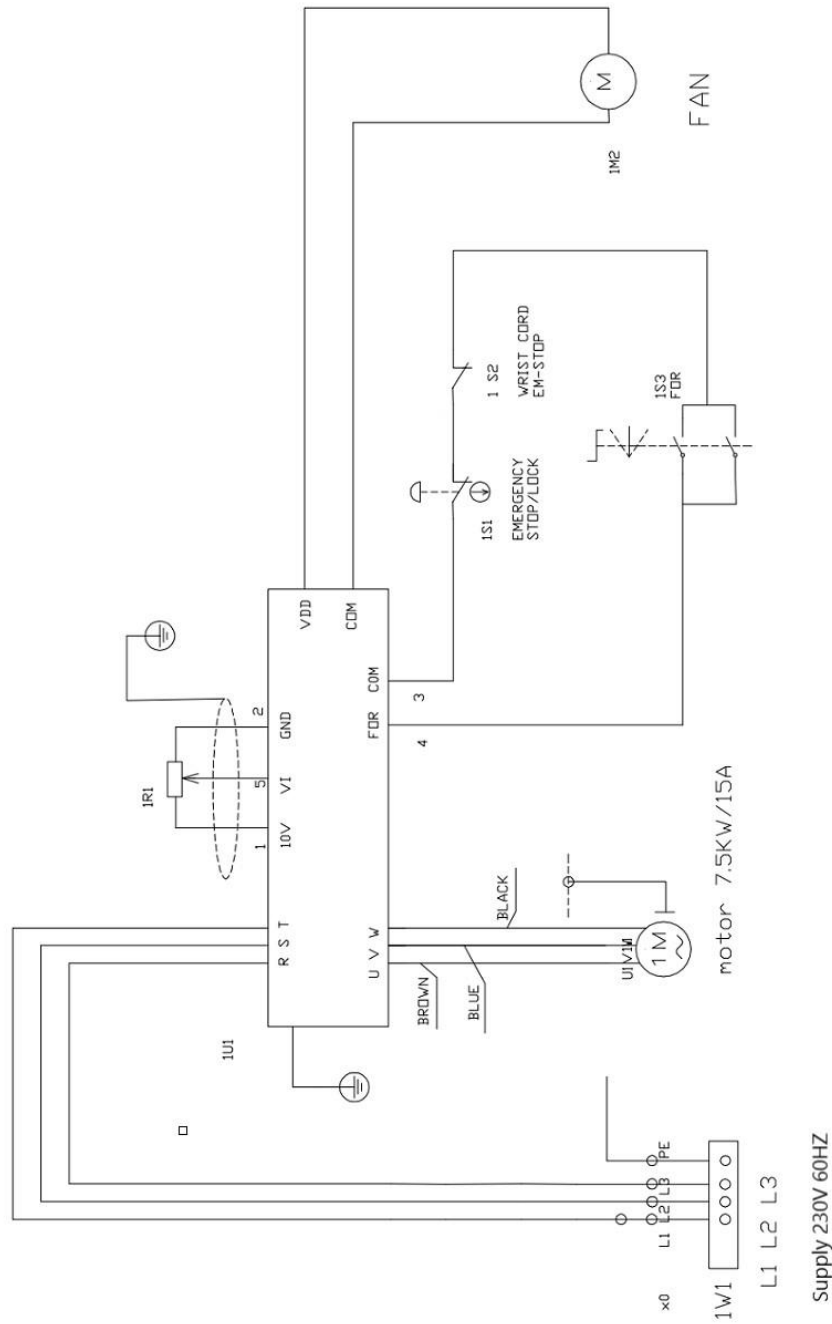 M
FAN
1M2
1 S2
WRIST CORD
EM-STOP
1S3
FOR
1S1
EMERGENCY
STOP/LOCK
VDD
COM
2
GND
1R1
5
VI
1
10V
COM
3
FOR
4
R S T
U V W
1U1
BLACK
BROWN
BLUE
U1 V1
1M
motor 7.5KW/15A
L1 L2 L3 PE
x0
1W1
L1 L2 L3
Supply 230V 60HZ